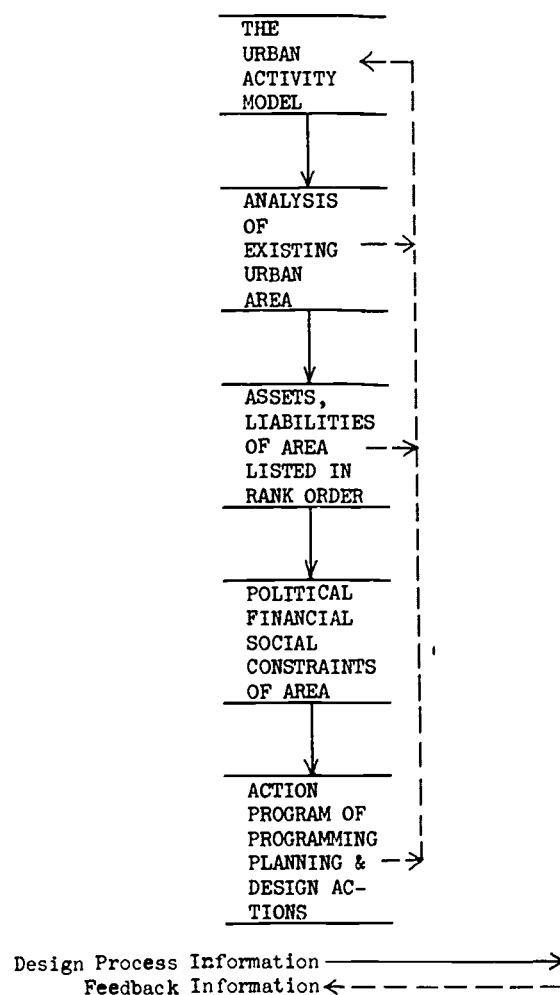 THE
URBAN
ACTIVITY
MODEL
ANALYSIS
OF
EXISTING
URBAN
AREA
ASSETS,
LIABILITIES
OF AREA
LISTED IN
RANK ORDER
POLITICAL
FINANCIAL
SOCIAL
CONSTRAINTS
OF AREA
ACTION
PROGRAM OF
PROGRAMMING
PLANNING &
DESIGN AC-
TIONS
Design Process Information
Feedback Information